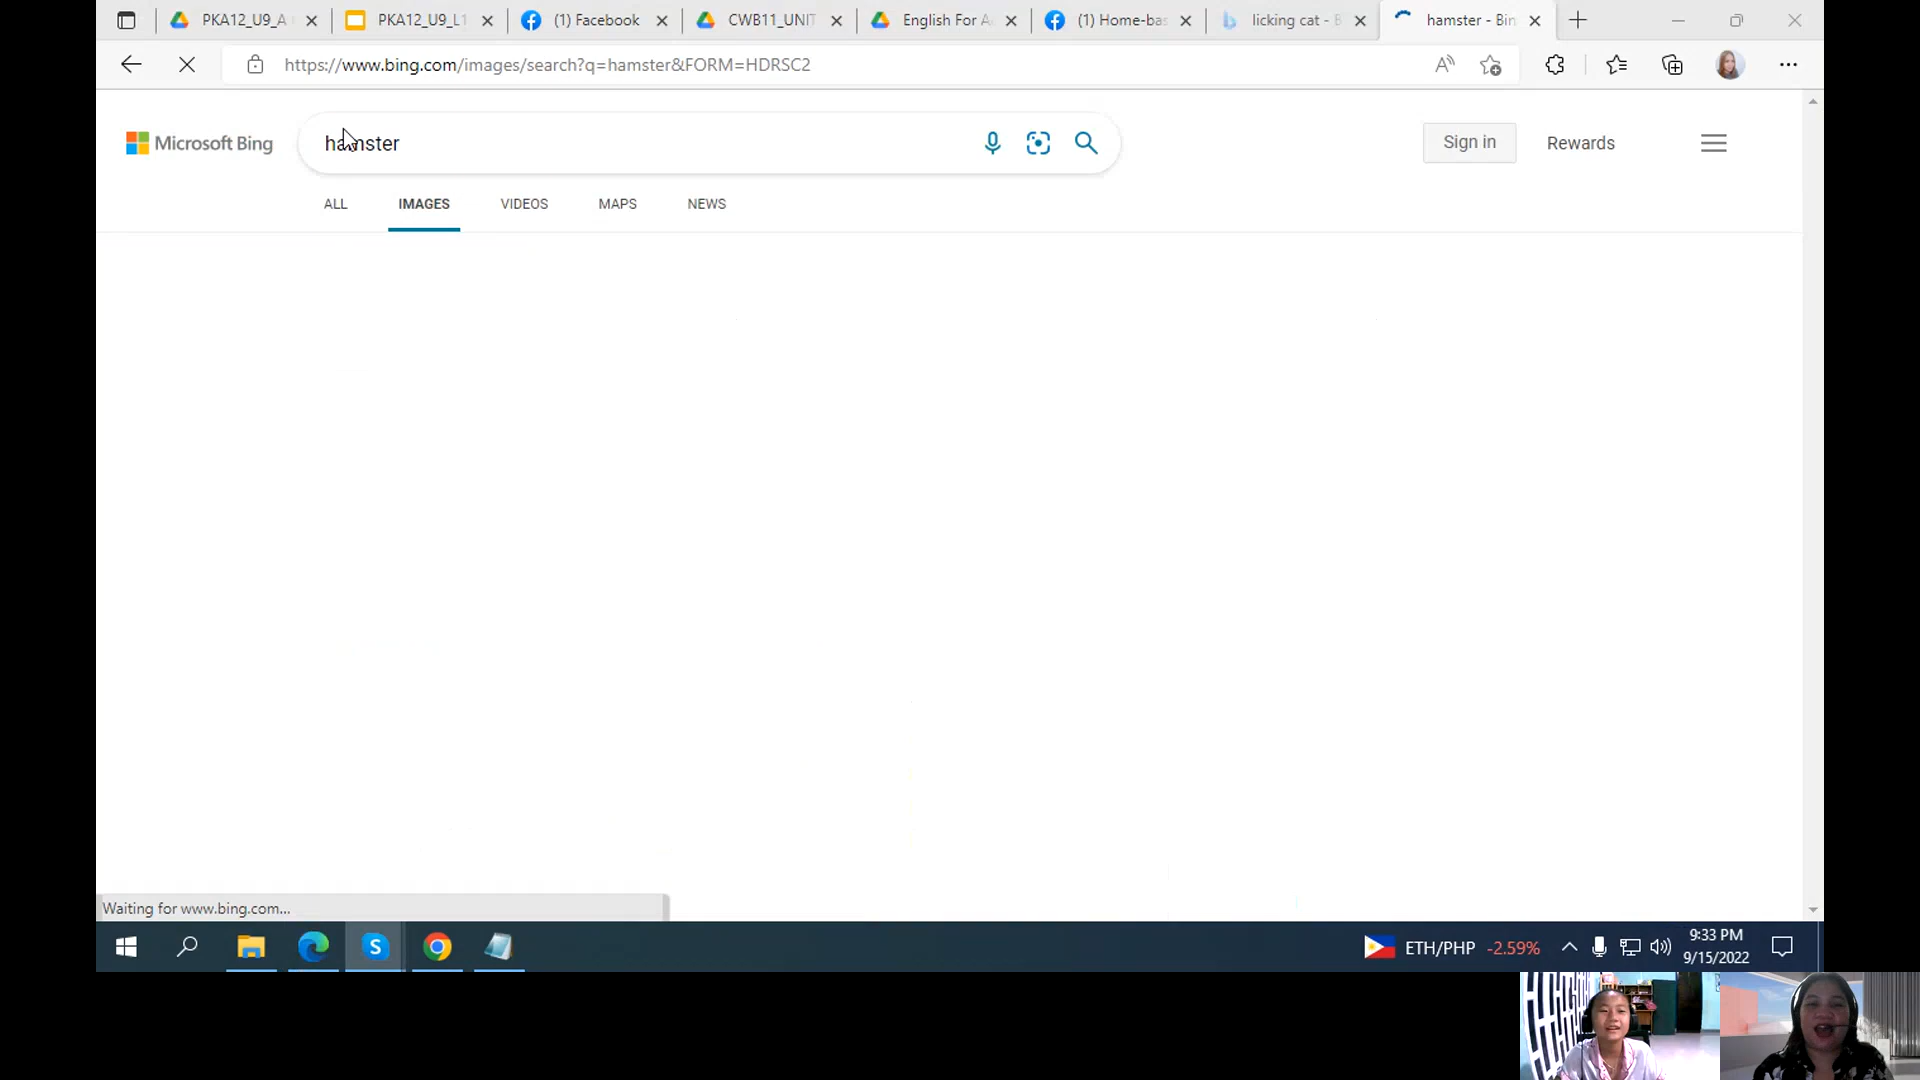 PKA12_U9_A
PKA12_U9_L1
(1) Facebook
CWB11_UNIT
English For A
(1) Home-bas
licking cat - B
hamster - Bin
https://www.bing.com/images/search?q=hamster&FORM=HDRSC2
Microsoft Bing
hamster
Sign in
Rewards
ALL
IMAGES
VIDEOS
MAPS
NEWS
Waiting for www.bing.com...
ETH/PHP -2.59%
9:33 PM
9/15/2022